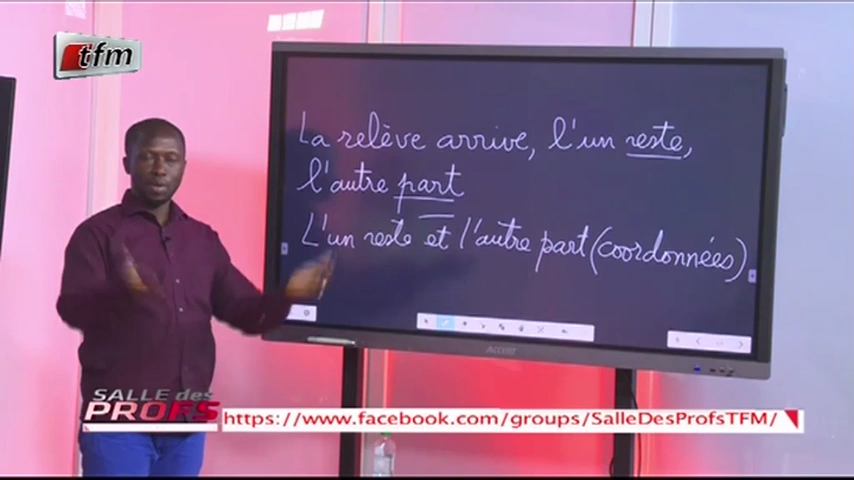 tfm
La relève arrive, l'un reste,
l'autre part
L'un reste et l'autre part (coordonnées)
Accent
SALLE des
PROFS
https://www.facebook.com/groups/SalleDesProfsTFM/